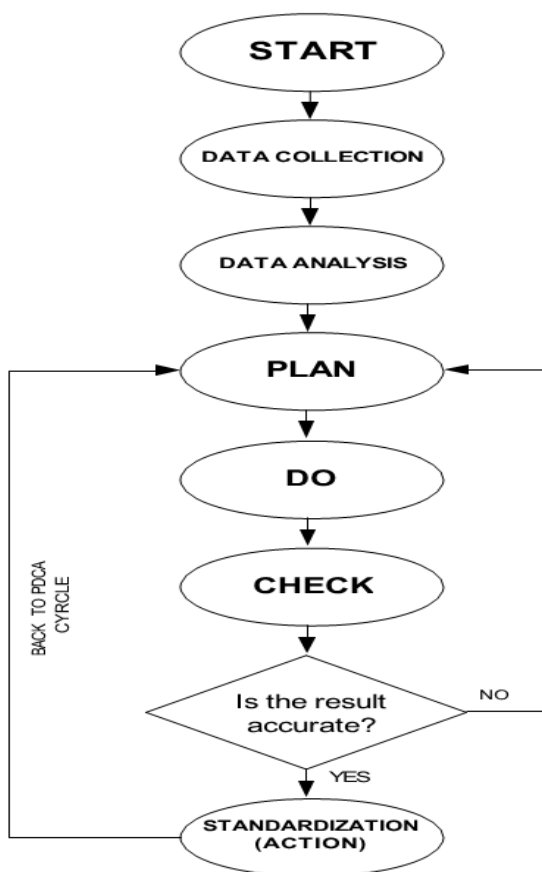 START
DATA COLLECTION
DATA ANALYSIS
PLAN
DO
CHECK
BACK TO PDCA
CYRCLE
Is the result
accurate?
NO
YES
STANDARDIZATION
(ACTION)